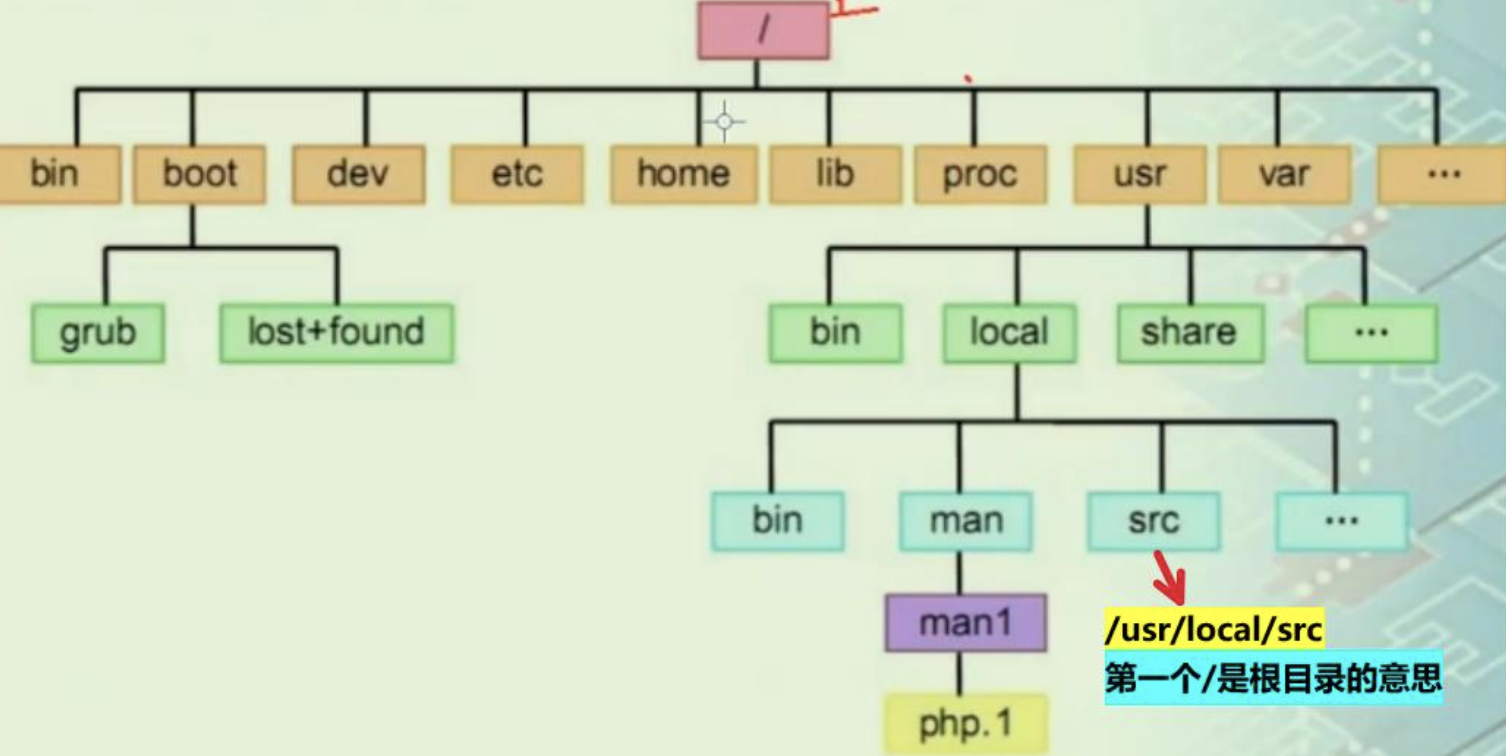 /
bin boot dev etc home lib proc usr var ...
grub lost+found bin local share ...
bin man src ...
man1
/usr/local/src
第一个/是根目录的意思
php.1